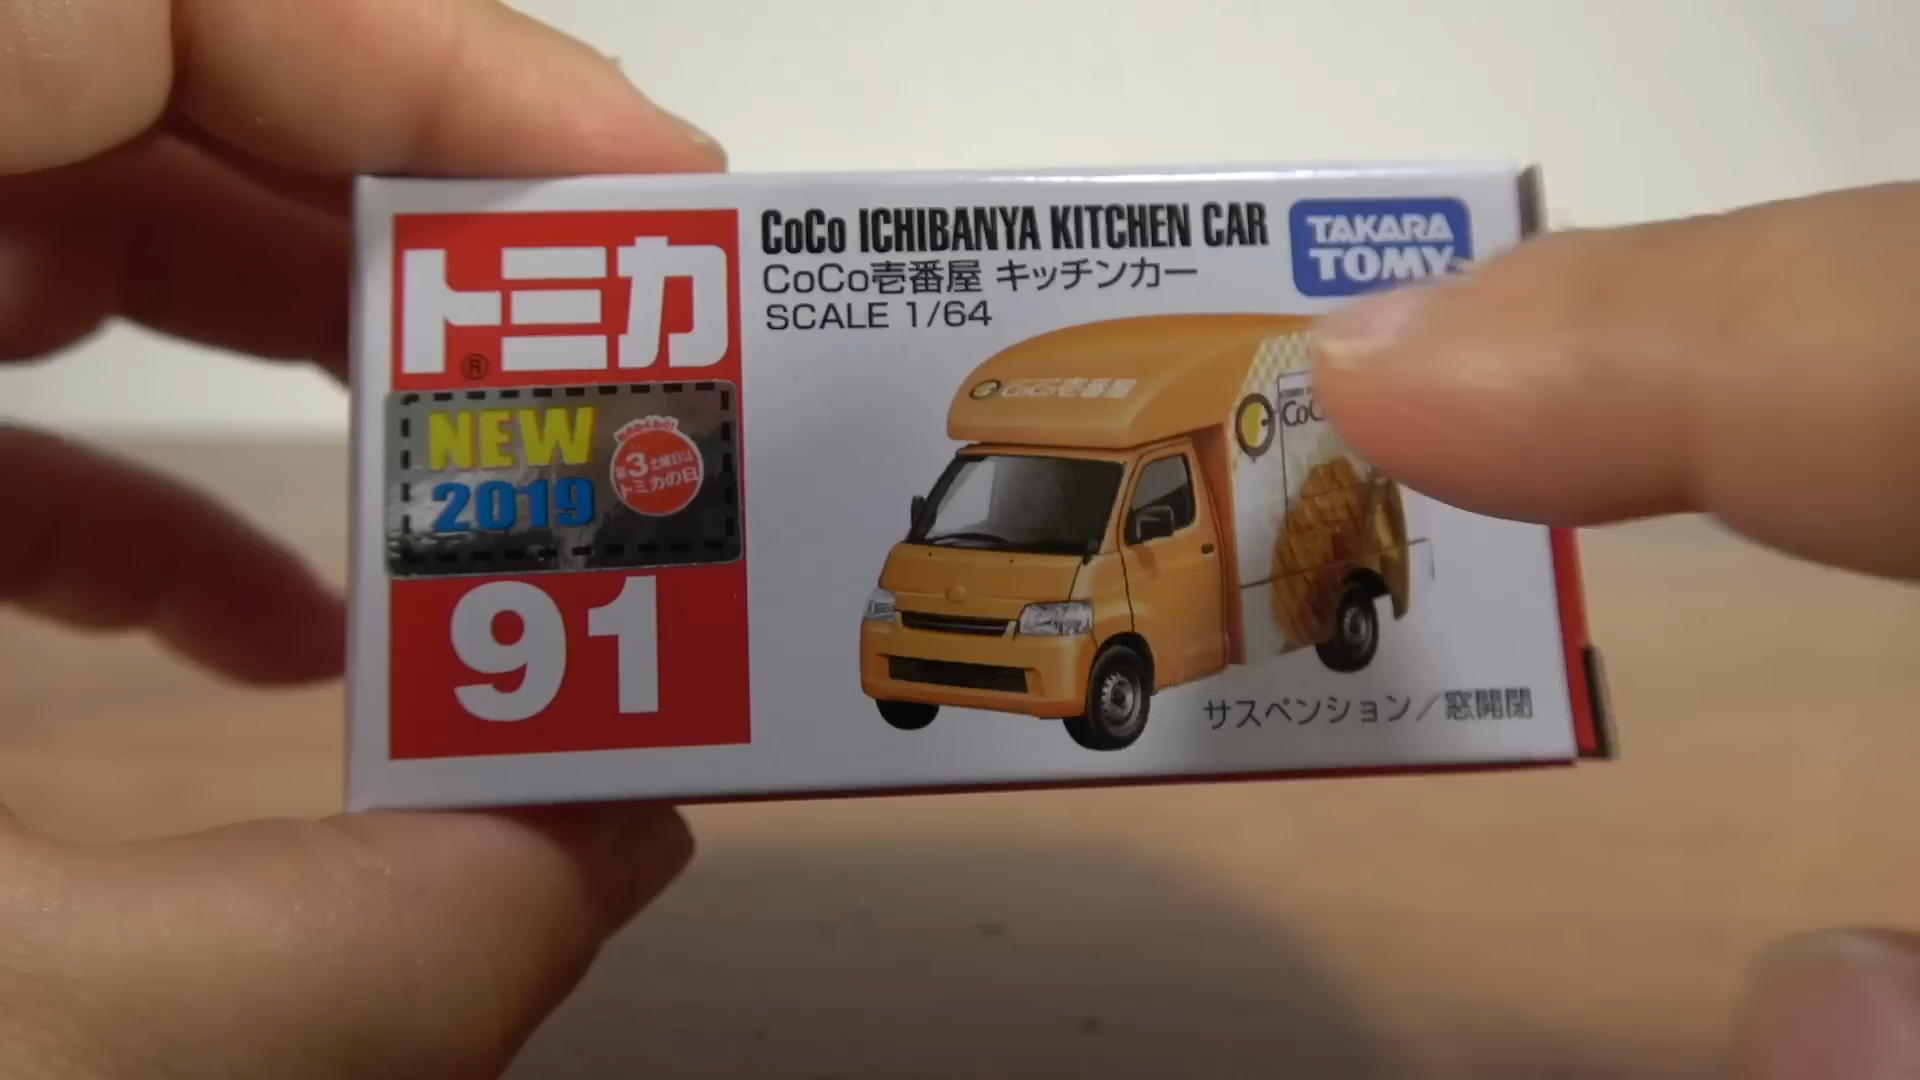 トミカ
®
NEW
2019
第3土曜日は
トミカの日
91
CoCo ICHIBANYA KITCHEN CAR
CoCo壱番屋 キッチンカー
SCALE 1/64
TAKARA
TOMY
CoCo壱番屋
CoC
サスペンション／窓開閉